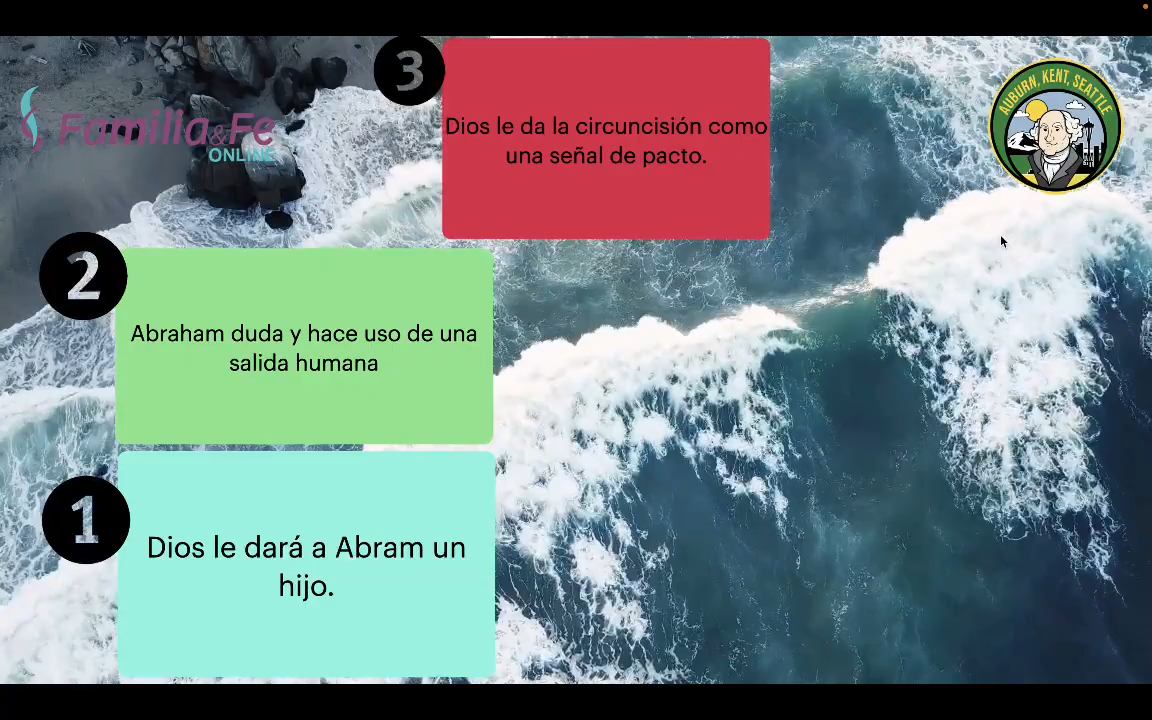 3
Dios le da la circuncisión como
una señal de pacto.
Familia&Fe
ONLINE
AUBURN, KENT, SEATTLE
2
Abraham duda y hace uso de una
salida humana
1
Dios le dará a Abram un
hijo.